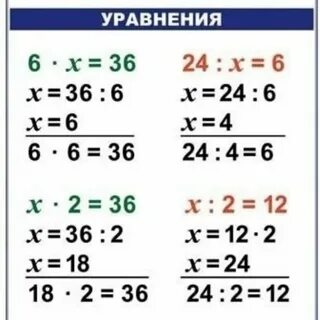 УРАВНЕНИЯ
6 · x = 36
x = 36 : 6
x = 6
6 · 6 = 36
24 : x = 6
x = 24 : 6
x = 4
24 : 4 = 6
x · 2 = 36
x = 36 : 2
x = 18
18 · 2 = 36
x : 2 = 12
x = 12 · 2
x = 24
24 : 2 = 12